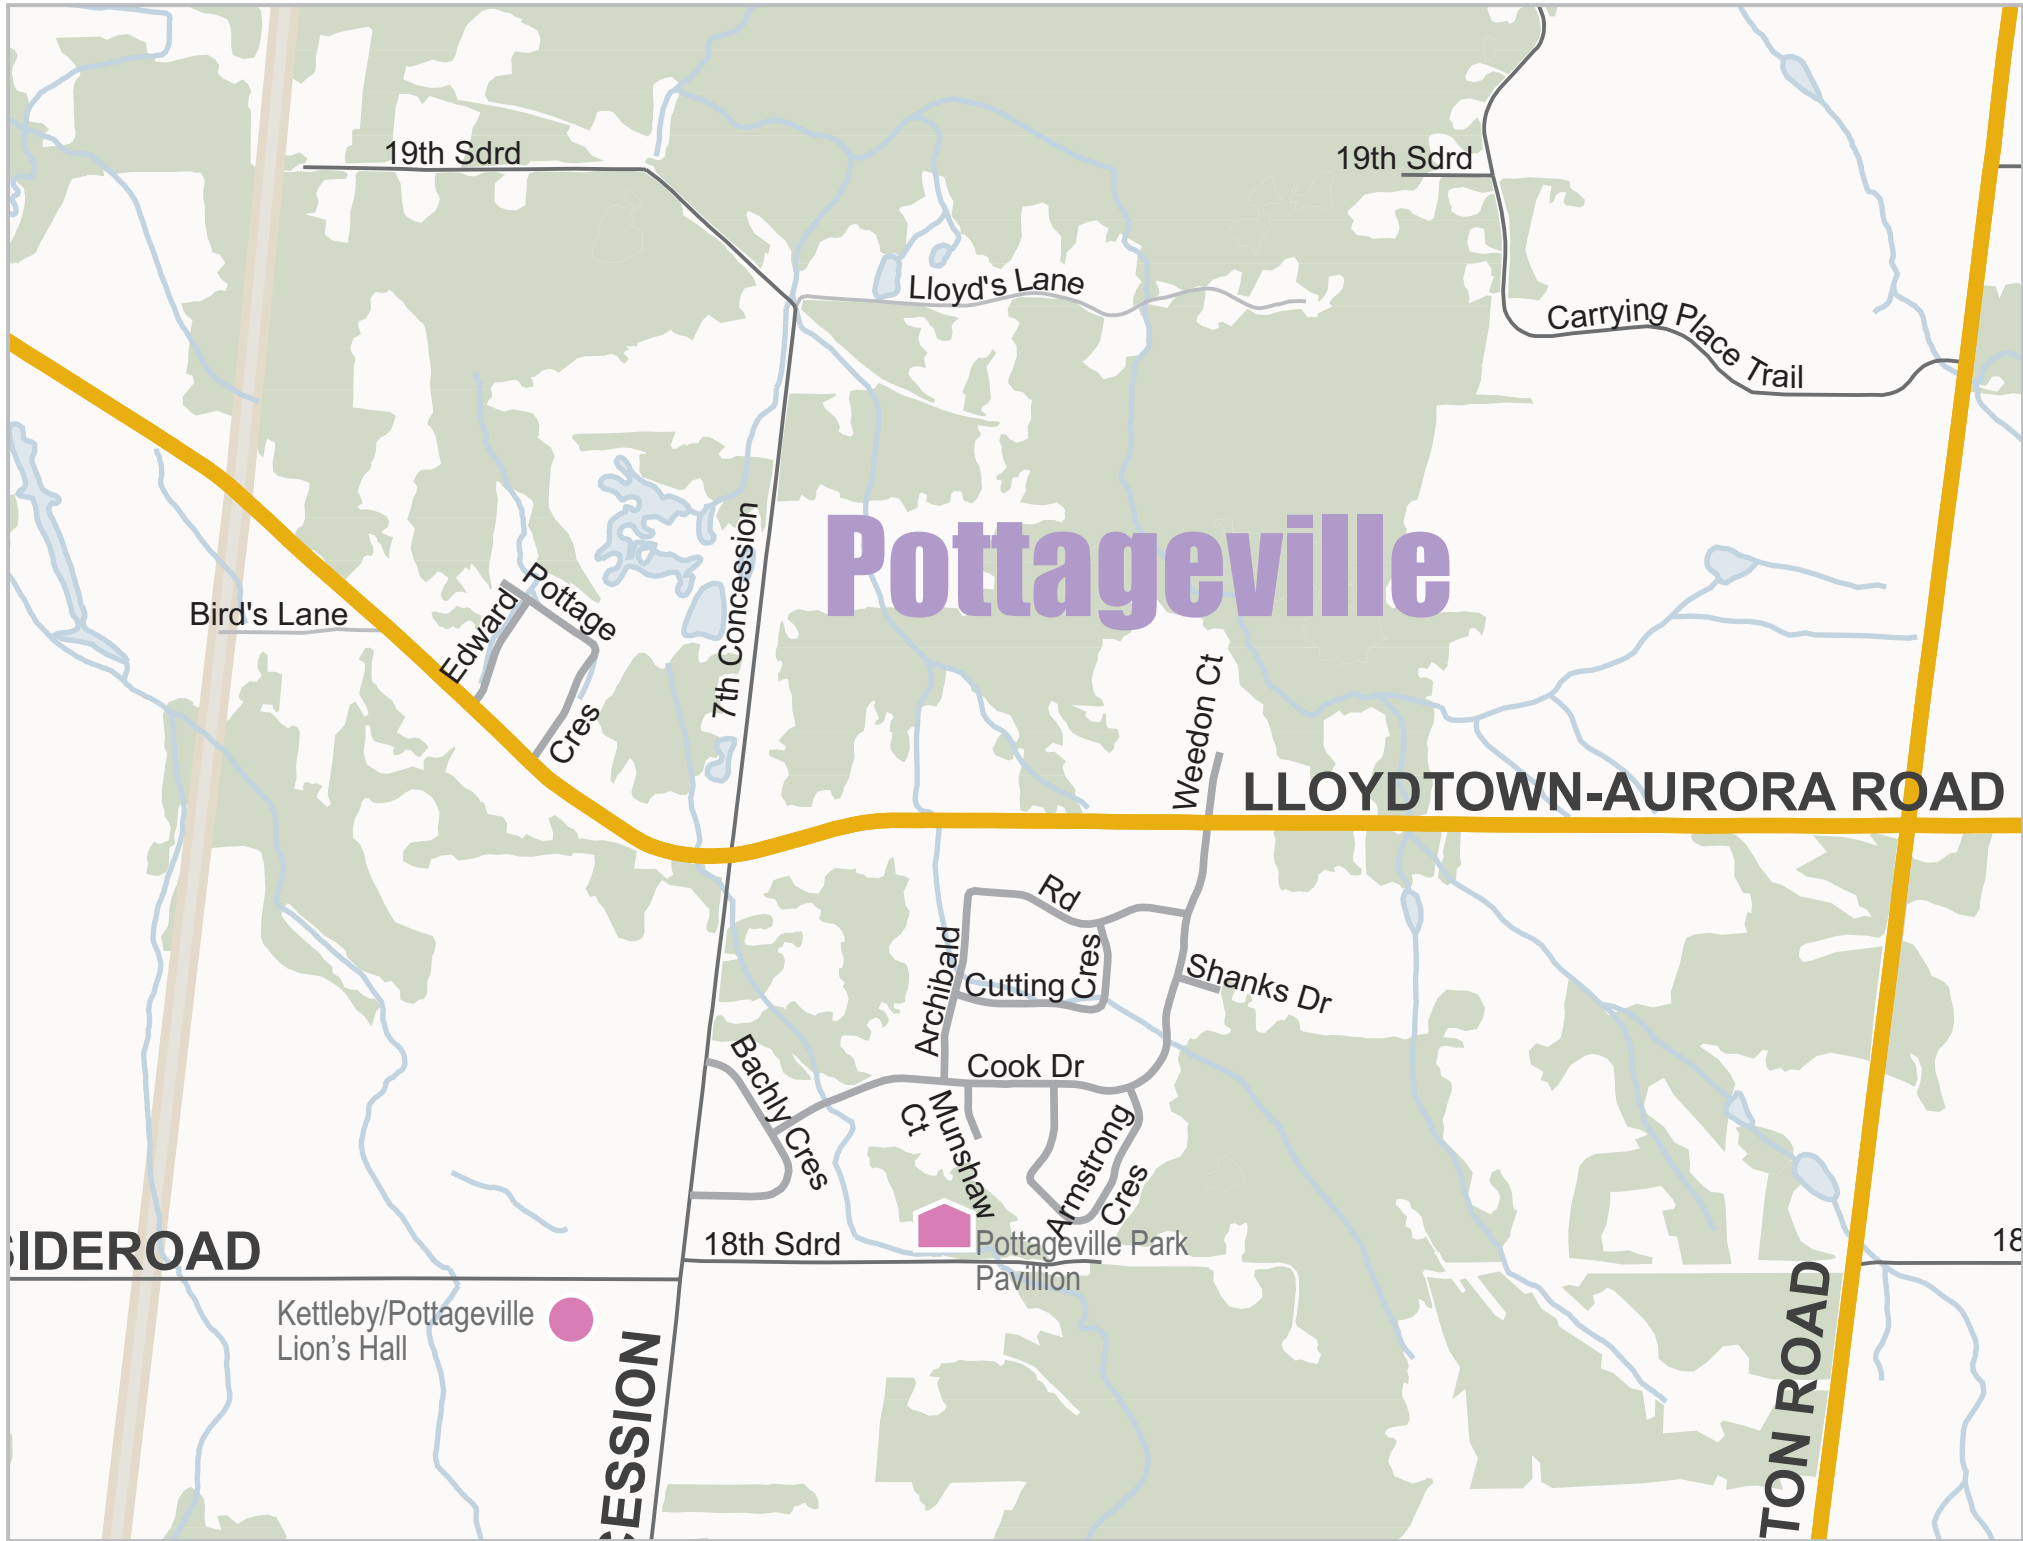 19th Sdrd
19th Sdrd
Lloyd's Lane
Carrying Place Trail
Pottageville
7th Concession
Bird's Lane
Edward
Pottage
Cres
Weedon Ct
LLOYDTOWN-AURORA ROAD
Rd
Archibald
Cutting
Cres
Shanks Dr
Cook Dr
Bachly
Cres
Munshaw
Ct
Armstrong
Cres
18th Sdrd
Pottageville Park
Pavillion
SIDEROAD
18
Kettleby/Pottageville
Lion's Hall
CESSION
TON ROAD